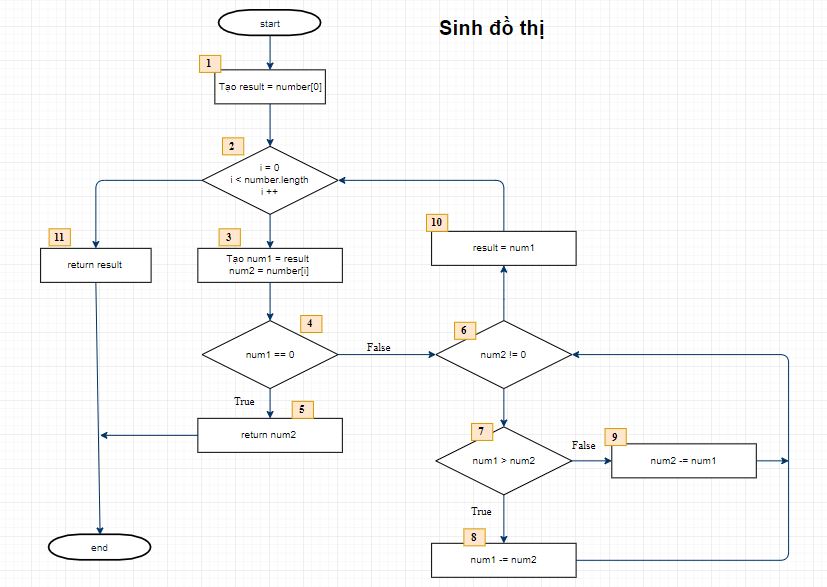 Sinh đồ thị
start
1
Tạo result = number[0]
2
i = 0
i < number.length
i ++
11
return result
3
Tạo num1 = result
num2 = number[i]
10
result = num1
4
num1 == 0
False
6
num2 != 0
True
5
return num2
7
num1 > num2
False
9
num2 -= num1
True
8
num1 -= num2
end